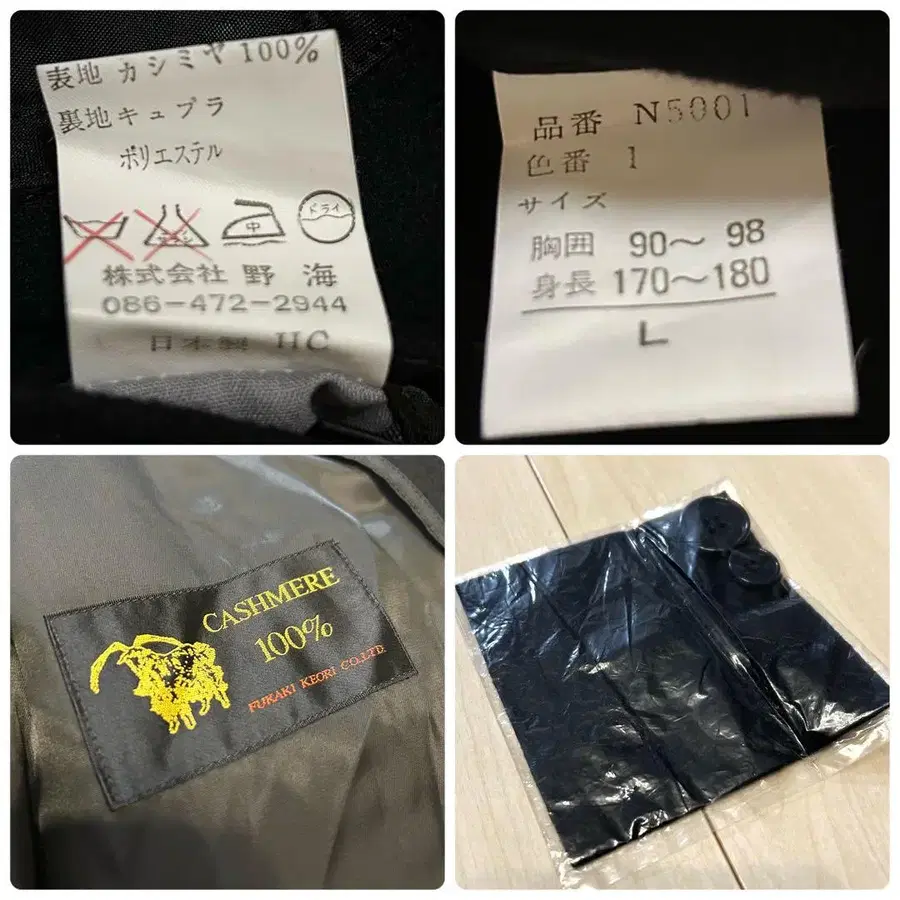 表地 カシミヤ 100%
裏地 キュプラ
ポリエステル
中
ドライ
株式会社 野海
086-472-2944
日本製 HC
品番 N5001
色番 1
サイズ
胸囲 90～98
身長 170～180
L
CASHMERE
100%
FUKAKI KEORI CO.LTD.